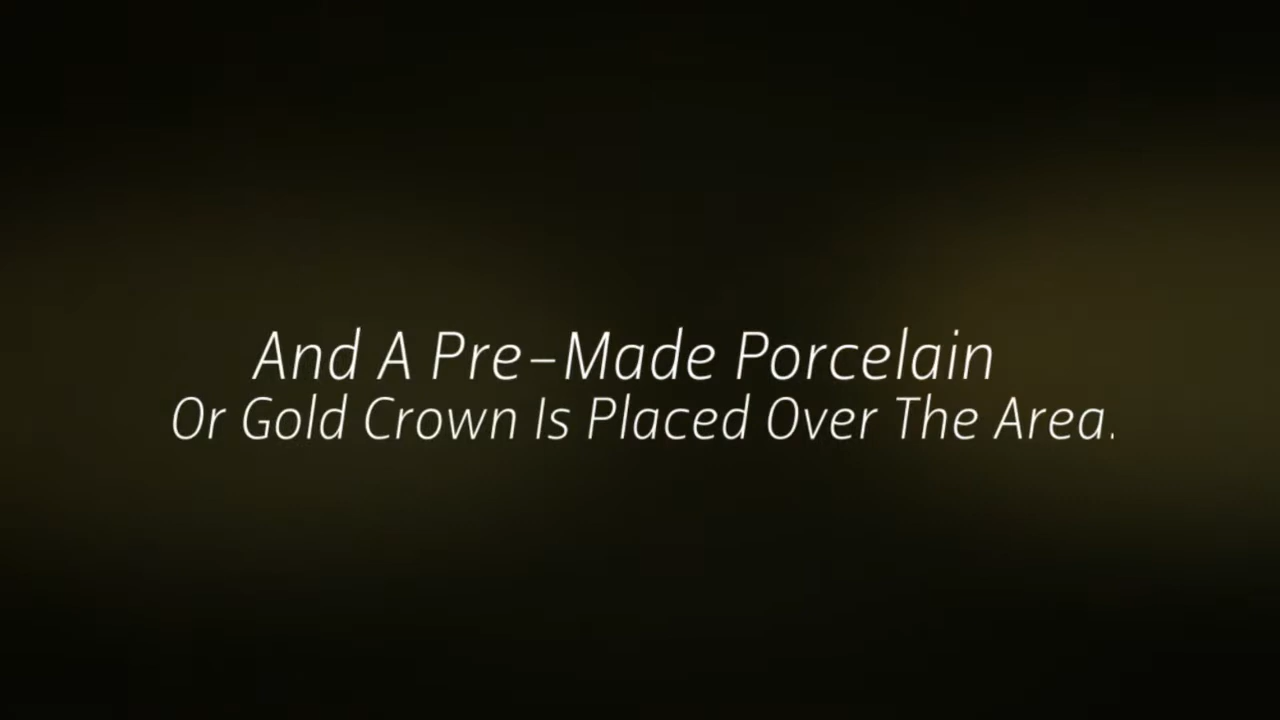 And A Pre-Made Porcelain
Or Gold Crown Is Placed Over The Area.